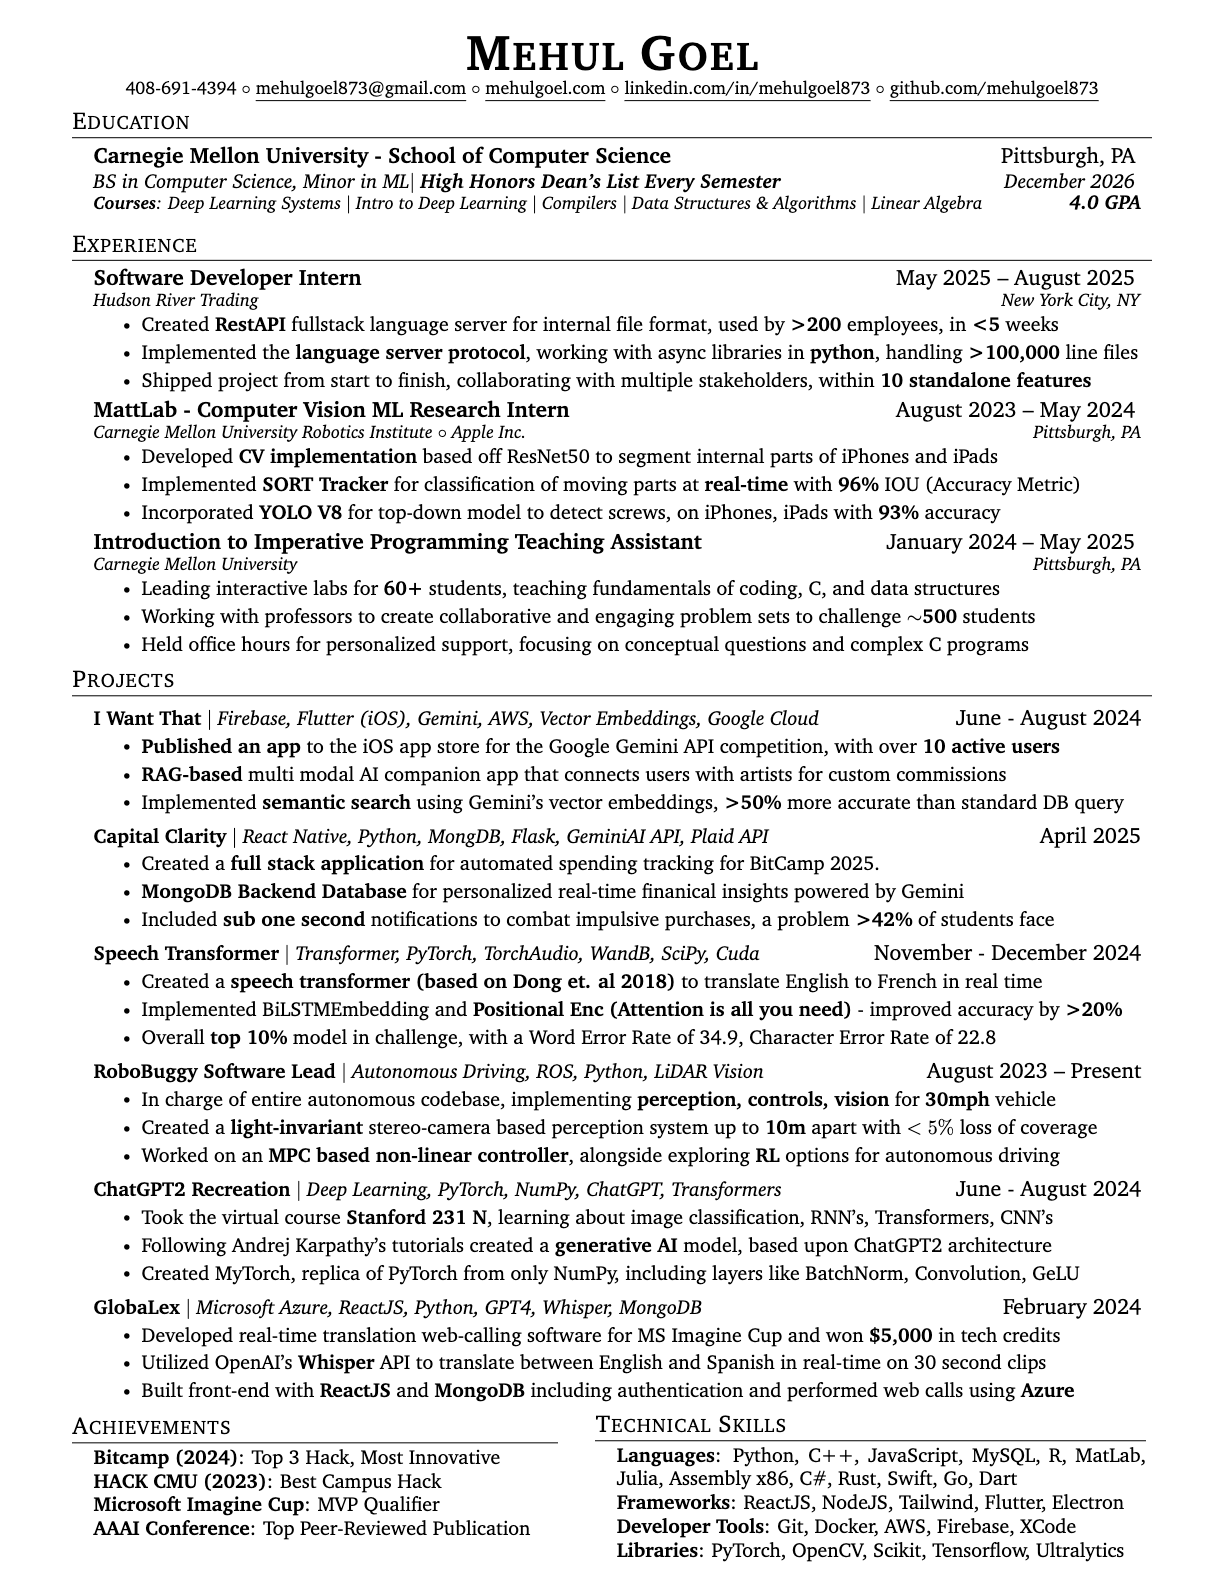 MEHUL GOEL
408-691-4394 ○ mehulgoel873@gmail.com ○ mehulgoel.com ○ linkedin.com/in/mehulgoel873 ○ github.com/mehulgoel873
EDUCATION
Carnegie Mellon University - School of Computer Science Pittsburgh, PA
BS in Computer Science, Minor in ML| High Honors Dean's List Every Semester December 2026
Courses: Deep Learning Systems | Intro to Deep Learning | Compilers | Data Structures & Algorithms | Linear Algebra 4.0 GPA
EXPERIENCE
Software Developer Intern May 2025 – August 2025
Hudson River Trading New York City, NY
• Created RestAPI fullstack language server for internal file format, used by >200 employees, in <5 weeks
• Implemented the language server protocol, working with async libraries in python, handling >100,000 line files
• Shipped project from start to finish, collaborating with multiple stakeholders, within 10 standalone features
MattLab - Computer Vision ML Research Intern August 2023 – May 2024
Carnegie Mellon University Robotics Institute ○ Apple Inc. Pittsburgh, PA
• Developed CV implementation based off ResNet50 to segment internal parts of iPhones and iPads
• Implemented SORT Tracker for classification of moving parts at real-time with 96% IOU (Accuracy Metric)
• Incorporated YOLO V8 for top-down model to detect screws, on iPhones, iPads with 93% accuracy
Introduction to Imperative Programming Teaching Assistant January 2024 – May 2025
Carnegie Mellon University Pittsburgh, PA
• Leading interactive labs for 60+ students, teaching fundamentals of coding, C, and data structures
• Working with professors to create collaborative and engaging problem sets to challenge ~500 students
• Held office hours for personalized support, focusing on conceptual questions and complex C programs
PROJECTS
I Want That | Firebase, Flutter (iOS), Gemini, AWS, Vector Embeddings, Google Cloud June - August 2024
• Published an app to the iOS app store for the Google Gemini API competition, with over 10 active users
• RAG-based multi modal AI companion app that connects users with artists for custom commissions
• Implemented semantic search using Gemini's vector embeddings, >50% more accurate than standard DB query
Capital Clarity | React Native, Python, MongDB, Flask, GeminiAI API, Plaid API April 2025
• Created a full stack application for automated spending tracking for BitCamp 2025.
• MongoDB Backend Database for personalized real-time finanical insights powered by Gemini
• Included sub one second notifications to combat impulsive purchases, a problem >42% of students face
Speech Transformer | Transformer, PyTorch, TorchAudio, WandB, SciPy, Cuda November - December 2024
• Created a speech transformer (based on Dong et. al 2018) to translate English to French in real time
• Implemented BiLSTMEmbedding and Positional Enc (Attention is all you need) - improved accuracy by >20%
• Overall top 10% model in challenge, with a Word Error Rate of 34.9, Character Error Rate of 22.8
RoboBuggy Software Lead | Autonomous Driving, ROS, Python, LiDAR Vision August 2023 – Present
• In charge of entire autonomous codebase, implementing perception, controls, vision for 30mph vehicle
• Created a light-invariant stereo-camera based perception system up to 10m apart with < 5% loss of coverage
• Worked on an MPC based non-linear controller, alongside exploring RL options for autonomous driving
ChatGPT2 Recreation | Deep Learning, PyTorch, NumPy, ChatGPT, Transformers June - August 2024
• Took the virtual course Stanford 231 N, learning about image classification, RNN's, Transformers, CNN's
• Following Andrej Karpathy's tutorials created a generative AI model, based upon ChatGPT2 architecture
• Created MyTorch, replica of PyTorch from only NumPy, including layers like BatchNorm, Convolution, GeLU
GlobaLex | Microsoft Azure, ReactJS, Python, GPT4, Whisper, MongoDB February 2024
• Developed real-time translation web-calling software for MS Imagine Cup and won $5,000 in tech credits
• Utilized OpenAI's Whisper API to translate between English and Spanish in real-time on 30 second clips
• Built front-end with ReactJS and MongoDB including authentication and performed web calls using Azure
ACHIEVEMENTS
Bitcamp (2024): Top 3 Hack, Most Innovative
HACK CMU (2023): Best Campus Hack
Microsoft Imagine Cup: MVP Qualifier
AAAI Conference: Top Peer-Reviewed Publication
TECHNICAL SKILLS
Languages: Python, C++, JavaScript, MySQL, R, MatLab,
Julia, Assembly x86, C#, Rust, Swift, Go, Dart
Frameworks: ReactJS, NodeJS, Tailwind, Flutter, Electron
Developer Tools: Git, Docker, AWS, Firebase, XCode
Libraries: PyTorch, OpenCV, Scikit, Tensorflow, Ultralytics